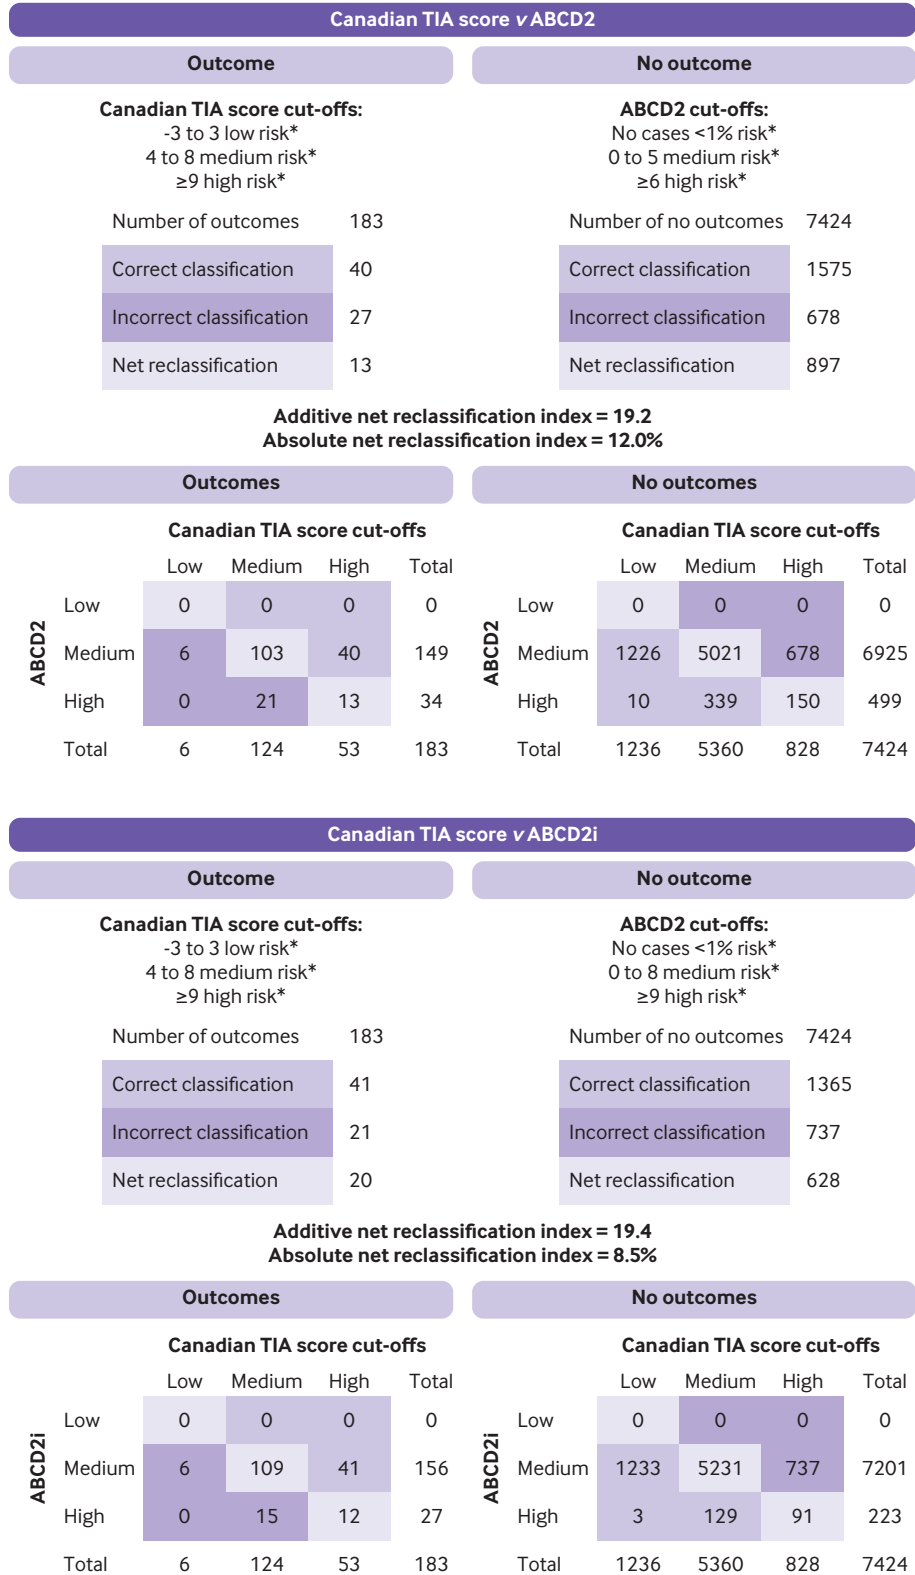 Canadian TIA score v ABCD2
Outcome
No outcome
Canadian TIA score cut-offs:
-3 to 3 low risk*
4 to 8 medium risk*
≥9 high risk*
ABCD2 cut-offs:
No cases <1% risk*
0 to 5 medium risk*
≥6 high risk*
Number of outcomes 183
Correct classification 40
Incorrect classification 27
Net reclassification 13
Number of no outcomes 7424
Correct classification 1575
Incorrect classification 678
Net reclassification 897
Additive net reclassification index = 19.2
Absolute net reclassification index = 12.0%
Outcomes
Canadian TIA score cut-offs
Low Medium High Total
ABCD2
Low 0 0 0 0
Medium 6 103 40 149
High 0 21 13 34
Total 6 124 53 183
No outcomes
Canadian TIA score cut-offs
Low Medium High Total
ABCD2
Low 0 0 0 0
Medium 1226 5021 678 6925
High 10 339 150 499
Total 1236 5360 828 7424
Canadian TIA score v ABCD2i
Outcome
No outcome
Canadian TIA score cut-offs:
-3 to 3 low risk*
4 to 8 medium risk*
≥9 high risk*
ABCD2 cut-offs:
No cases <1% risk*
0 to 8 medium risk*
≥9 high risk*
Number of outcomes 183
Correct classification 41
Incorrect classification 21
Net reclassification 20
Number of no outcomes 7424
Correct classification 1365
Incorrect classification 737
Net reclassification 628
Additive net reclassification index = 19.4
Absolute net reclassification index = 8.5%
Outcomes
Canadian TIA score cut-offs
Low Medium High Total
ABCD2i
Low 0 0 0 0
Medium 6 109 41 156
High 0 15 12 27
Total 6 124 53 183
No outcomes
Canadian TIA score cut-offs
Low Medium High Total
ABCD2i
Low 0 0 0 0
Medium 1233 5231 737 7201
High 3 129 91 223
Total 1236 5360 828 7424